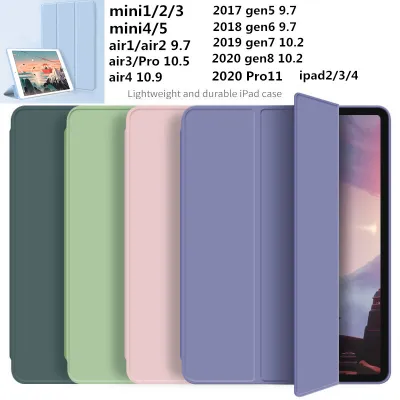 mini1/2/3
mini4/5
air1/air2 9.7
air3/Pro 10.5
air4 10.9
2017 gen5 9.7
2018 gen6 9.7
2019 gen7 10.2
2020 gen8 10.2
2020 Pro11 ipad2/3/4
Lightweight and durable iPad case